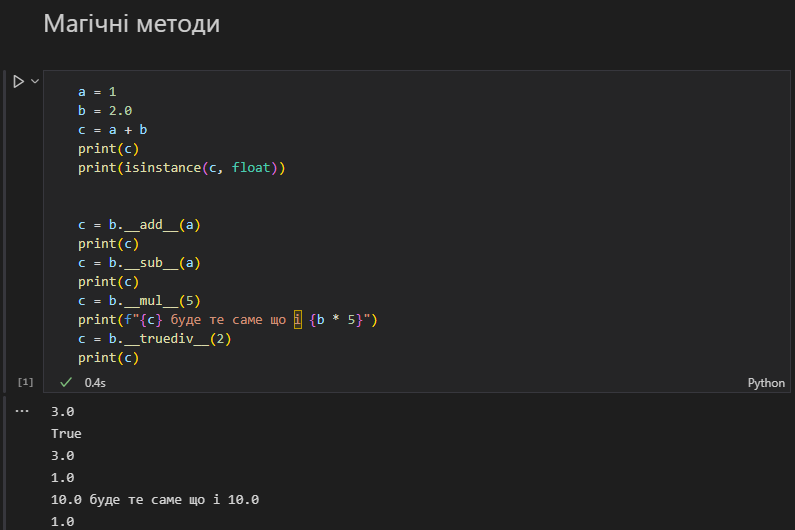 Магічні методи
a = 1
b = 2.0
c = a + b
print(c)
print(isinstance(c, float))
c = b.__add__(a)
print(c)
c = b.__sub__(a)
print(c)
c = b.__mul__(5)
print(f"{c} буде те саме що і {b * 5}")
c = b.__truediv__(2)
print(c)
[1] 0.4s Python
... 3.0
True
3.0
1.0
10.0 буде те саме що і 10.0
1.0